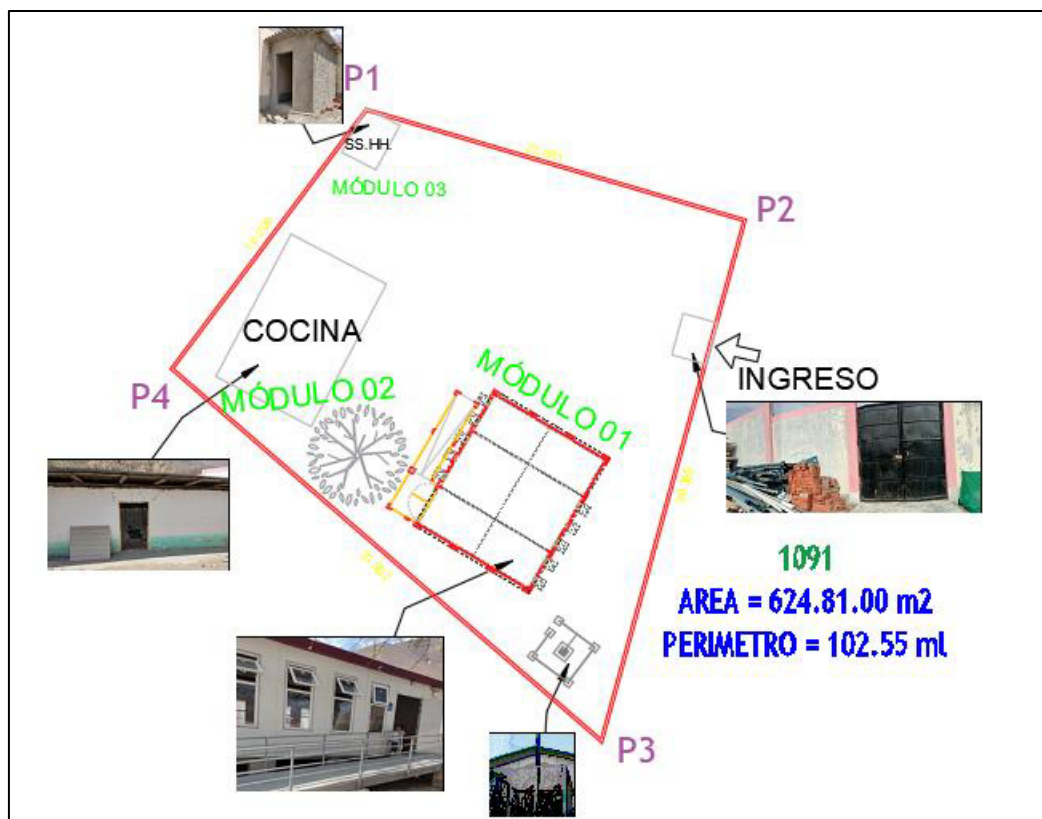 P1
SS.HH.
MÓDULO 03
P2
COCINA
MÓDULO 02
P4
MÓDULO 01
INGRESO
1091
AREA = 624.81.00 m2
PERIMETRO = 102.55 ml
P3